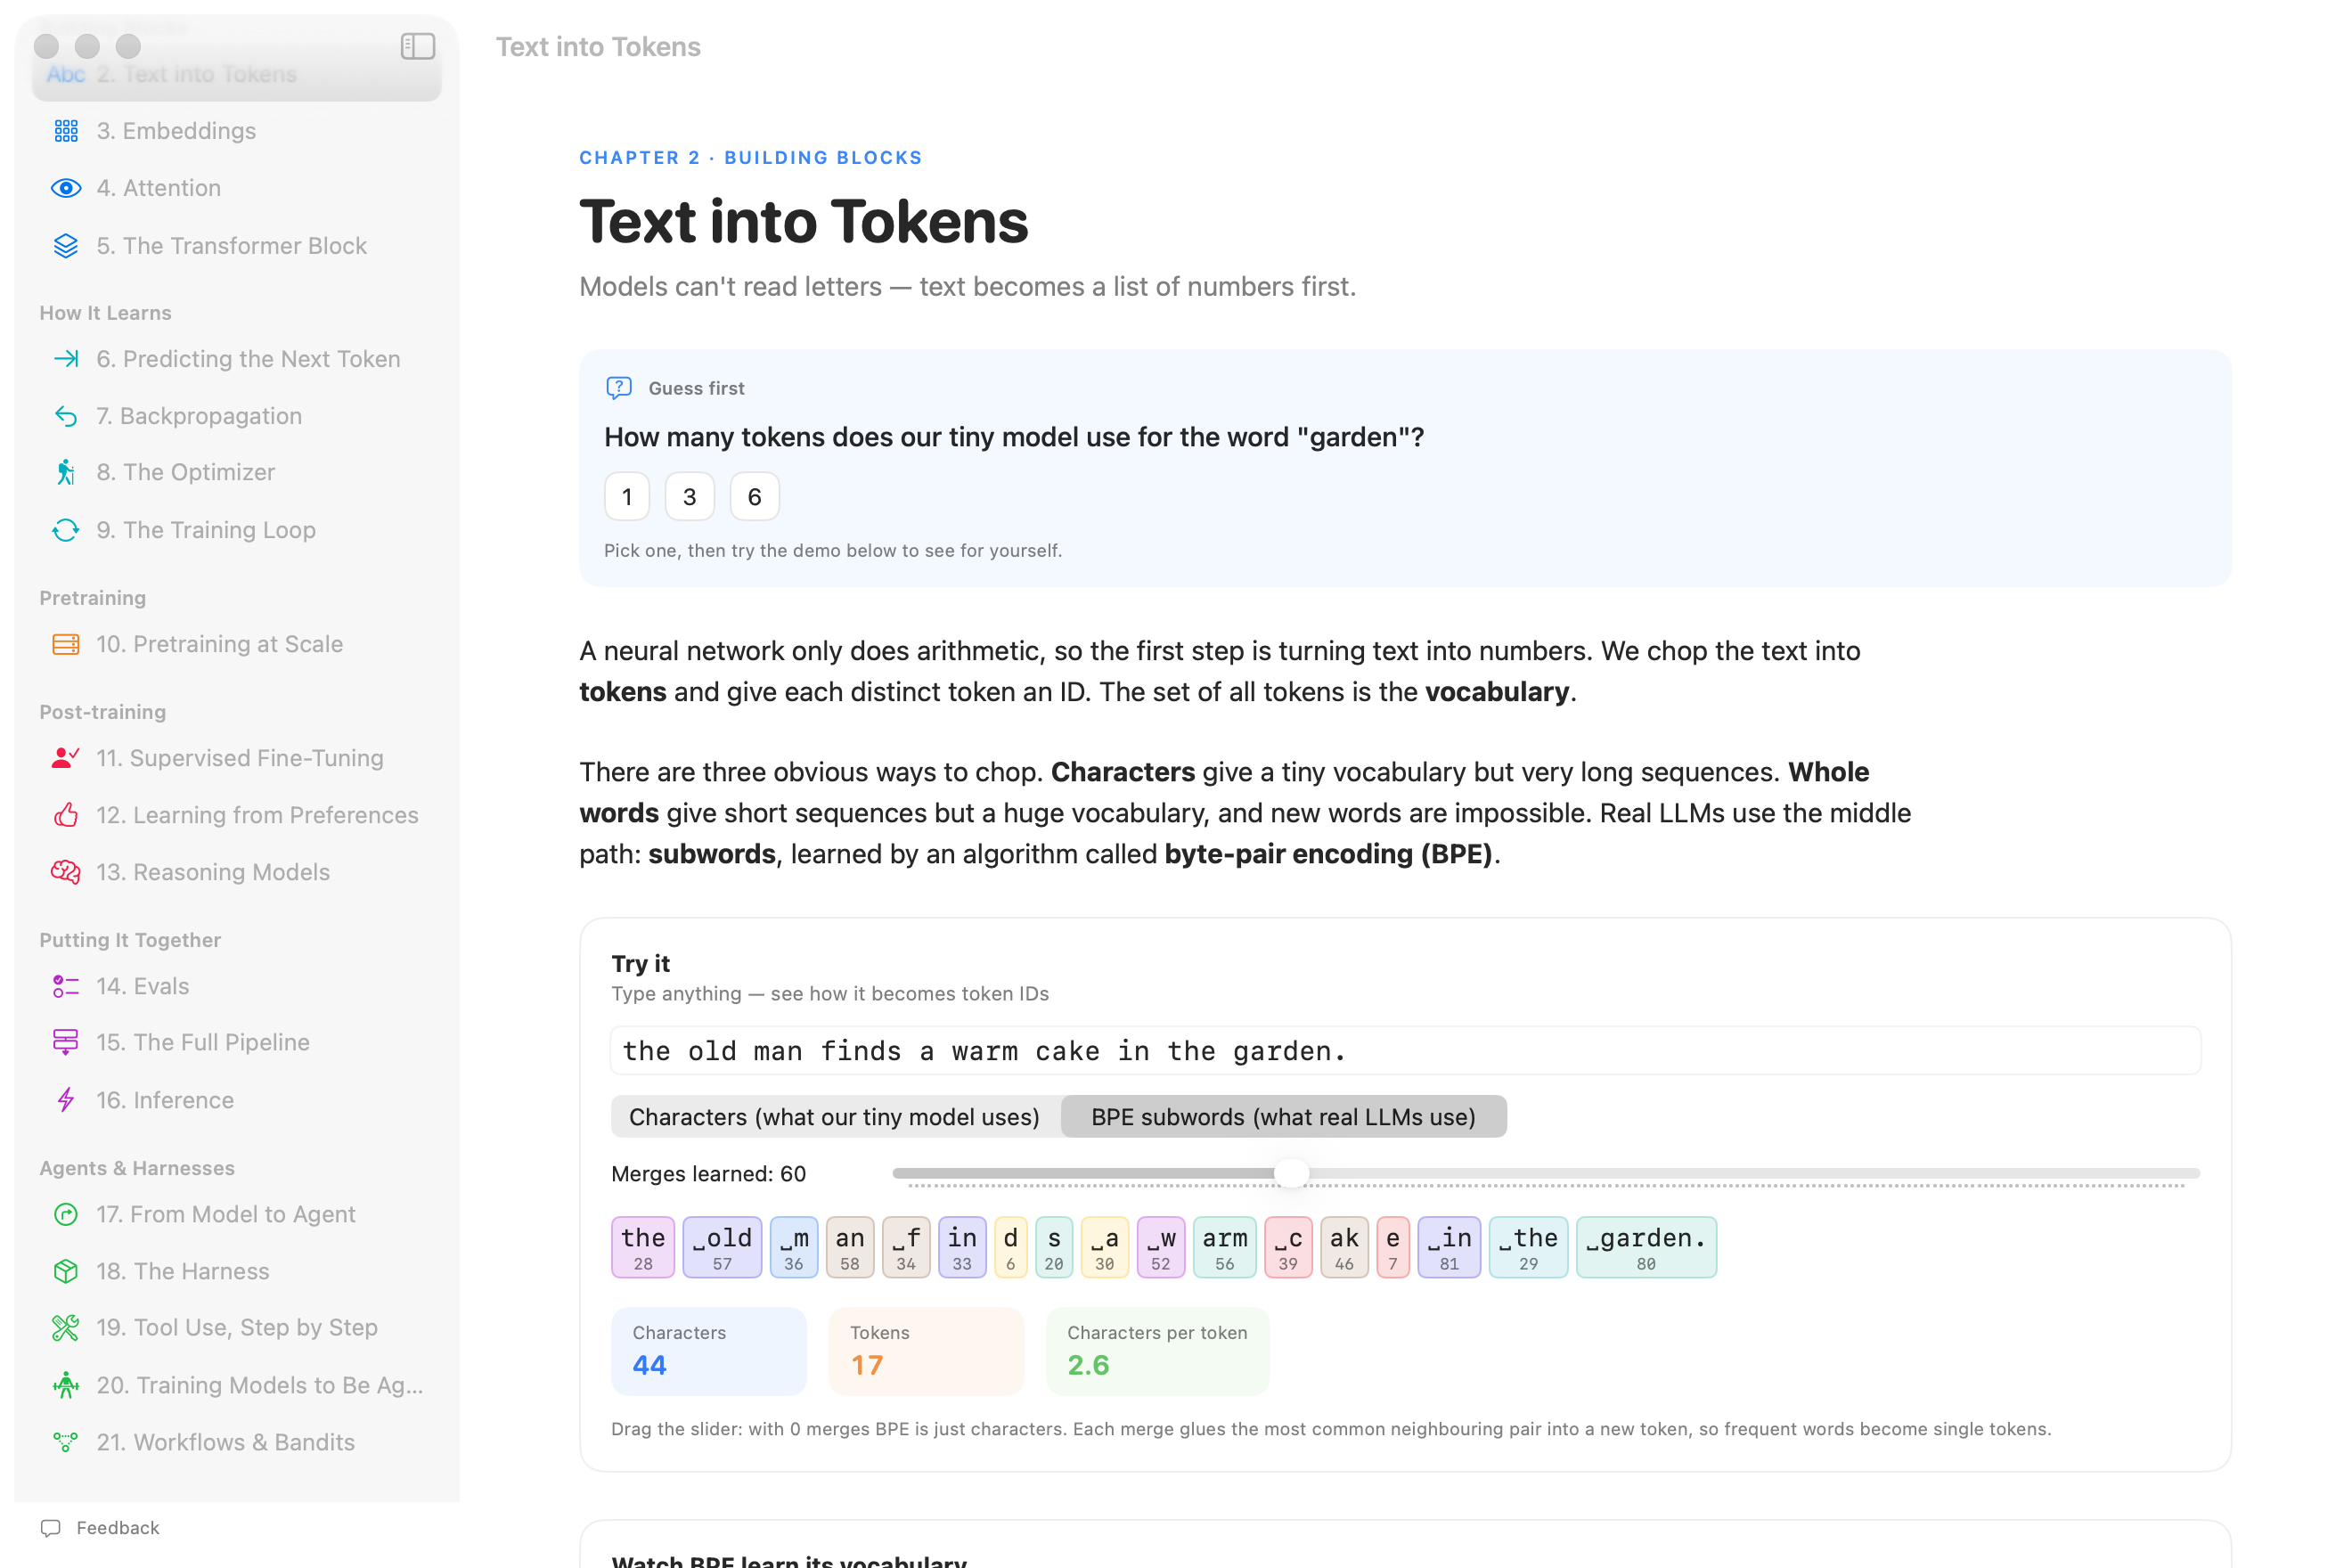 Abc 2. Text into Tokens
3. Embeddings
4. Attention
5. The Transformer Block
How It Learns
6. Predicting the Next Token
7. Backpropagation
8. The Optimizer
9. The Training Loop
Pretraining
10. Pretraining at Scale
Post-training
11. Supervised Fine-Tuning
12. Learning from Preferences
13. Reasoning Models
Putting It Together
14. Evals
15. The Full Pipeline
16. Inference
Agents & Harnesses
17. From Model to Agent
18. The Harness
19. Tool Use, Step by Step
20. Training Models to Be Ag...
21. Workflows & Bandits
Feedback
Text into Tokens
CHAPTER 2 · BUILDING BLOCKS
Text into Tokens
Models can't read letters — text becomes a list of numbers first.
Guess first
How many tokens does our tiny model use for the word "garden"?
1 3 6
Pick one, then try the demo below to see for yourself.
A neural network only does arithmetic, so the first step is turning text into numbers. We chop the text into
tokens and give each distinct token an ID. The set of all tokens is the vocabulary.
There are three obvious ways to chop. Characters give a tiny vocabulary but very long sequences. Whole
words give short sequences but a huge vocabulary, and new words are impossible. Real LLMs use the middle
path: subwords, learned by an algorithm called byte-pair encoding (BPE).
Try it
Type anything — see how it becomes token IDs
the old man finds a warm cake in the garden.
Characters (what our tiny model uses) BPE subwords (what real LLMs use)
Merges learned: 60
the ␣old ␣m an ␣f in d s ␣a ␣w arm ␣c ak e ␣in ␣the ␣garden.
28 57 36 58 34 33 6 20 30 52 56 39 46 7 81 29 80
Characters Tokens Characters per token
44 17 2.6
Drag the slider: with 0 merges BPE is just characters. Each merge glues the most common neighbouring pair into a new token, so frequent words become single tokens.
Watch BPE learn its vocabulary